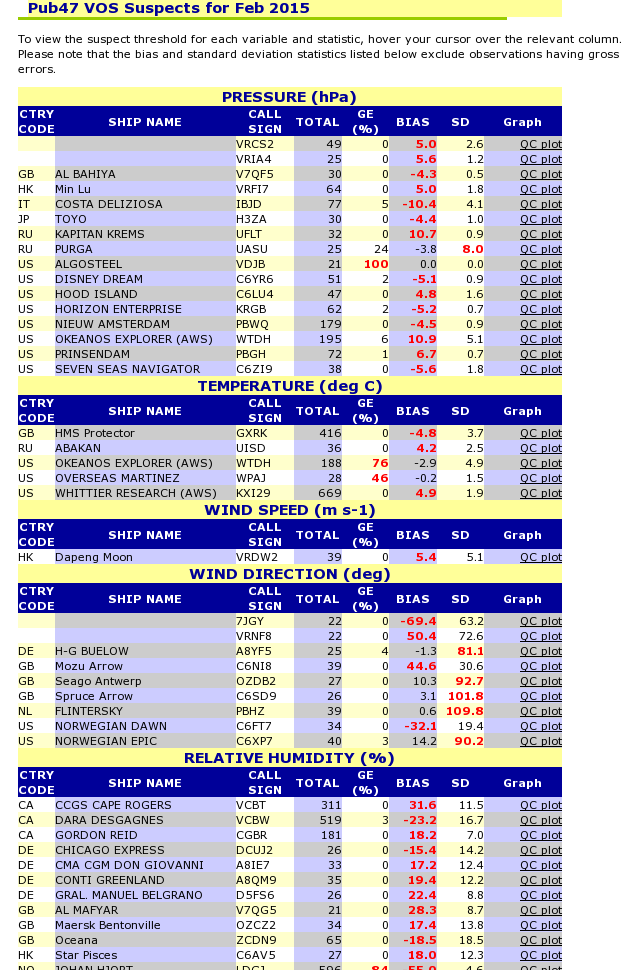 Pub47 VOS Suspects for Feb 2015
To view the suspect threshold for each variable and statistic, hover your cursor over the relevant column.
Please note that the bias and standard deviation statistics listed below exclude observations having gross
errors.
PRESSURE (hPa)
CTRY CODE SHIP NAME CALL SIGN TOTAL GE (%) BIAS SD Graph
VRCS2 49 0 5.0 2.6 QC plot
VRIA4 25 0 5.6 1.2 QC plot
GB AL BAHIYA V7QF5 30 0 -4.3 0.5 QC plot
HK Min Lu VRFI7 64 0 5.0 1.8 QC plot
IT COSTA DELIZIOSA IBJD 77 5 -10.4 4.1 QC plot
JP TOYO H3ZA 30 0 -4.4 1.0 QC plot
RU KAPITAN KREMS UFLT 32 0 10.7 0.9 QC plot
RU PURGA UASU 25 24 -3.8 8.0 QC plot
US ALGOSTEEL VDJB 21 100 0.0 0.0 QC plot
US DISNEY DREAM C6YR6 51 2 -5.1 0.9 QC plot
US HOOD ISLAND C6LU4 47 0 4.8 1.6 QC plot
US HORIZON ENTERPRISE KRGB 62 2 -5.2 0.7 QC plot
US NIEUW AMSTERDAM PBWQ 179 0 -4.5 0.9 QC plot
US OKEANOS EXPLORER (AWS) WTDH 195 6 10.9 5.1 QC plot
US PRINSENDAM PBGH 72 1 6.7 0.7 QC plot
US SEVEN SEAS NAVIGATOR C6ZI9 38 0 -5.6 1.8 QC plot
TEMPERATURE (deg C)
CTRY CODE SHIP NAME CALL SIGN TOTAL GE (%) BIAS SD Graph
GB HMS Protector GXRK 416 0 -4.8 3.7 QC plot
RU ABAKAN UISD 36 0 4.2 2.5 QC plot
US OKEANOS EXPLORER (AWS) WTDH 188 76 -2.9 4.9 QC plot
US OVERSEAS MARTINEZ WPAJ 28 46 -0.2 1.5 QC plot
US WHITTIER RESEARCH (AWS) KXI29 669 0 4.9 1.9 QC plot
WIND SPEED (m s-1)
CTRY CODE SHIP NAME CALL SIGN TOTAL GE (%) BIAS SD Graph
HK Dapeng Moon VRDW2 39 0 5.4 5.1 QC plot
WIND DIRECTION (deg)
CTRY CODE SHIP NAME CALL SIGN TOTAL GE (%) BIAS SD Graph
7JGY 22 0 -69.4 63.2 QC plot
VRNF8 22 0 50.4 72.6 QC plot
DE H-G BUELOW A8YF5 25 4 -1.3 81.1 QC plot
GB Mozu Arrow C6NI8 39 0 44.6 30.6 QC plot
GB Seago Antwerp OZDB2 27 0 10.3 92.7 QC plot
GB Spruce Arrow C6SD9 26 0 3.1 101.8 QC plot
NL FLINTERSKY PBHZ 39 0 0.6 109.8 QC plot
US NORWEGIAN DAWN C6FT7 34 0 -32.1 19.4 QC plot
US NORWEGIAN EPIC C6XP7 40 3 14.2 90.2 QC plot
RELATIVE HUMIDITY (%)
CTRY CODE SHIP NAME CALL SIGN TOTAL GE (%) BIAS SD Graph
CA CCGS CAPE ROGERS VCBT 311 0 31.6 11.5 QC plot
CA DARA DESGAGNES VCBW 519 3 -23.2 16.7 QC plot
CA GORDON REID CGBR 181 0 18.2 7.0 QC plot
DE CHICAGO EXPRESS DCUJ2 26 0 -15.4 14.2 QC plot
DE CMA CGM DON GIOVANNI A8IE7 33 0 17.2 12.4 QC plot
DE CONTI GREENLAND A8QM9 35 0 19.4 12.2 QC plot
DE GRAL. MANUEL BELGRANO D5FS6 26 0 22.4 8.8 QC plot
GB AL MAFYAR V7QG5 21 0 28.3 8.7 QC plot
GB Maersk Bentonville OZCZ2 34 0 17.4 13.8 QC plot
GB Oceana ZCDN9 65 0 -18.5 18.5 QC plot
HK Star Pisces C6AV5 27 0 18.0 12.3 QC plot
NO JOHAN HJORT LDGJ 596 84 QC plot